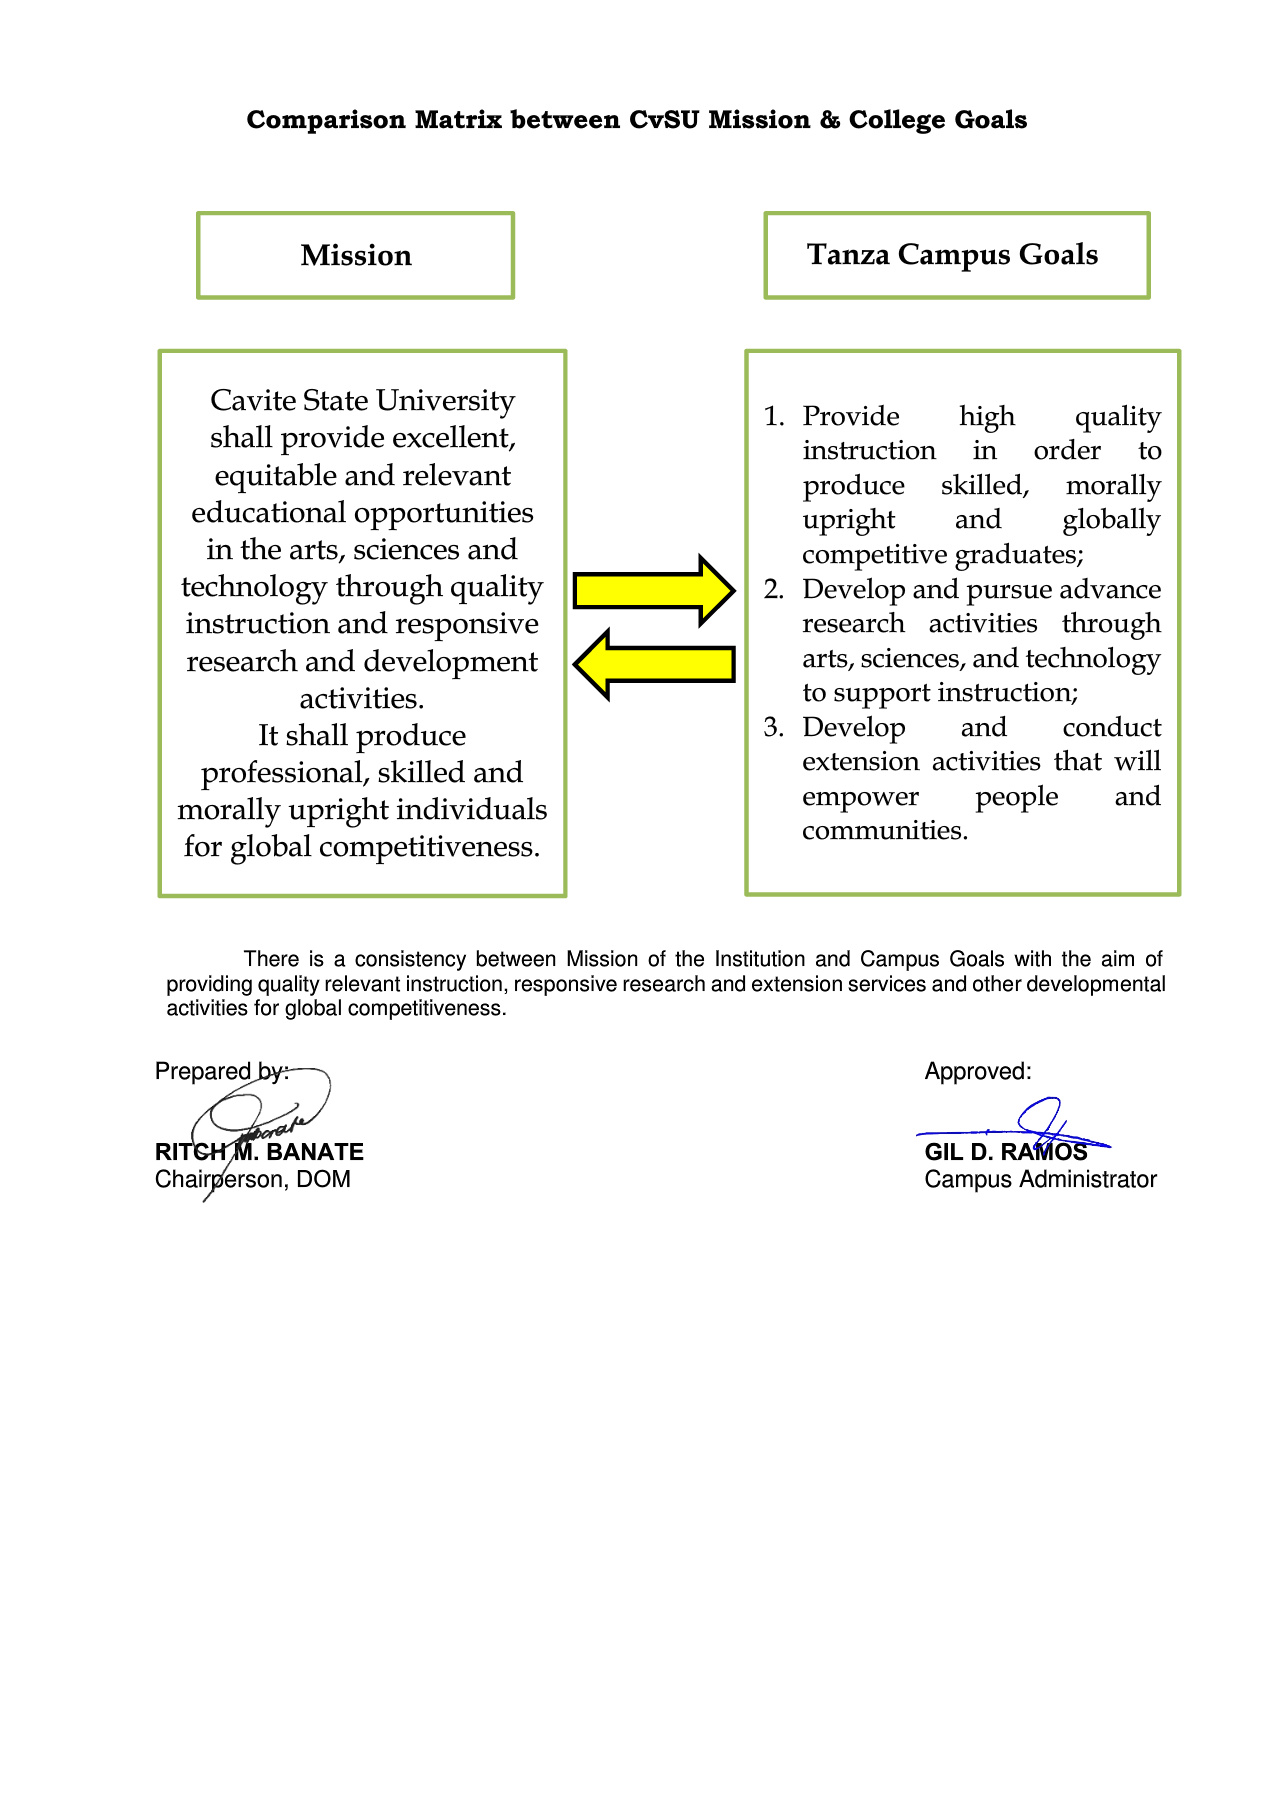 Comparison Matrix between CvSU Mission & College Goals
Mission
Tanza Campus Goals
Cavite State University
shall provide excellent,
equitable and relevant
educational opportunities
in the arts, sciences and
technology through quality
instruction and responsive
research and development
activities.
It shall produce
professional, skilled and
morally upright individuals
for global competitiveness.
1. Provide high quality
instruction in order to
produce skilled, morally
upright and globally
competitive graduates;
2. Develop and pursue advance
research activities through
arts, sciences, and technology
to support instruction;
3. Develop and conduct
extension activities that will
empower people and
communities.
There is a consistency between Mission of the Institution and Campus Goals with the aim of
providing quality relevant instruction, responsive research and extension services and other developmental
activities for global competitiveness.
Prepared by:
RITCH M. BANATE
Chairperson, DOM
Approved:
GIL D. RAMOS
Campus Administrator